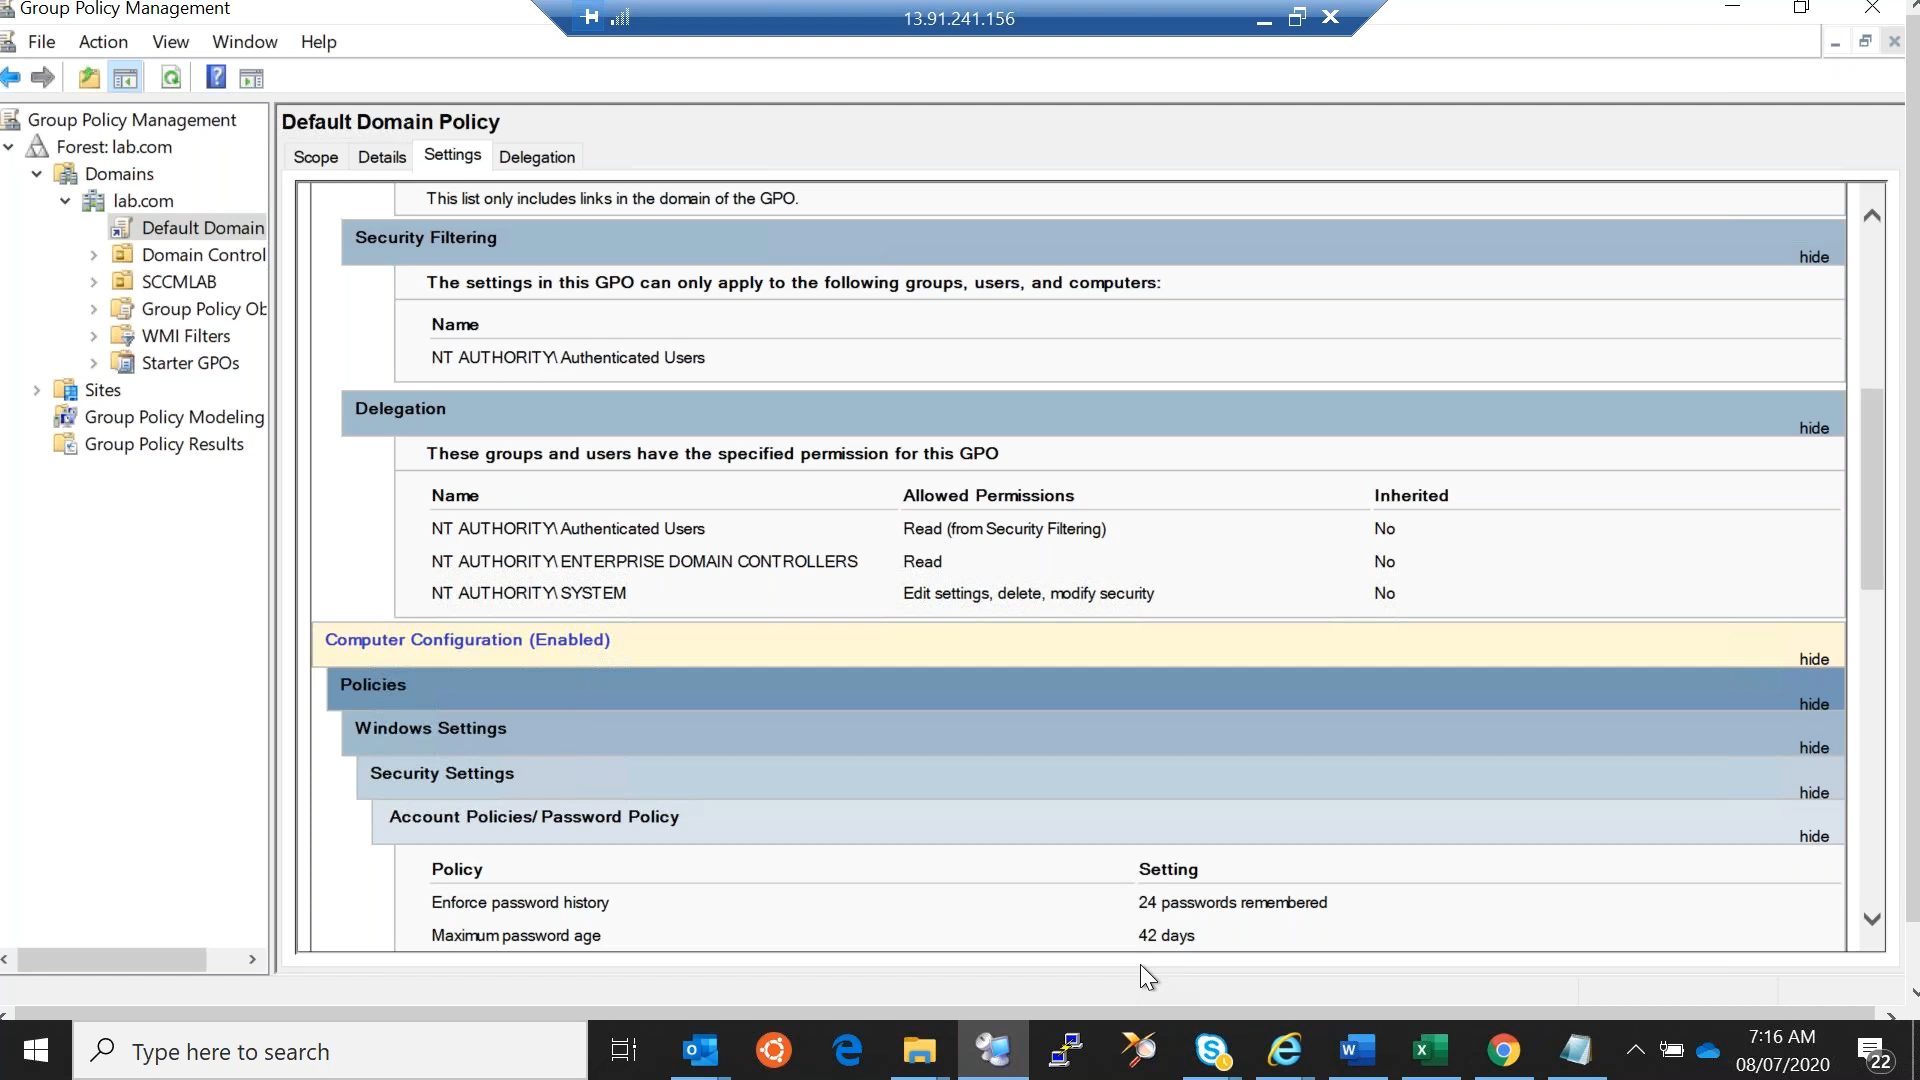 Group Policy Management
13.91.241.156
File Action View Window Help
Group Policy Management
Forest: lab.com
Domains
lab.com
Default Domain
Domain Control
SCCMLAB
Group Policy Ob
WMI Filters
Starter GPOs
Sites
Group Policy Modeling
Group Policy Results
Default Domain Policy
Scope Details Settings Delegation
This list only includes links in the domain of the GPO.
Security Filtering
hide
The settings in this GPO can only apply to the following groups, users, and computers:
Name
NT AUTHORITY\Authenticated Users
Delegation
hide
These groups and users have the specified permission for this GPO
Name Allowed Permissions Inherited
NT AUTHORITY\Authenticated Users Read (from Security Filtering) No
NT AUTHORITY\ENTERPRISE DOMAIN CONTROLLERS Read No
NT AUTHORITY\SYSTEM Edit settings, delete, modify security No
Computer Configuration (Enabled)
hide
Policies
hide
Windows Settings
hide
Security Settings
hide
Account Policies/Password Policy
hide
Policy Setting
Enforce password history 24 passwords remembered
Maximum password age 42 days
Type here to search
7:16 AM
08/07/2020
22